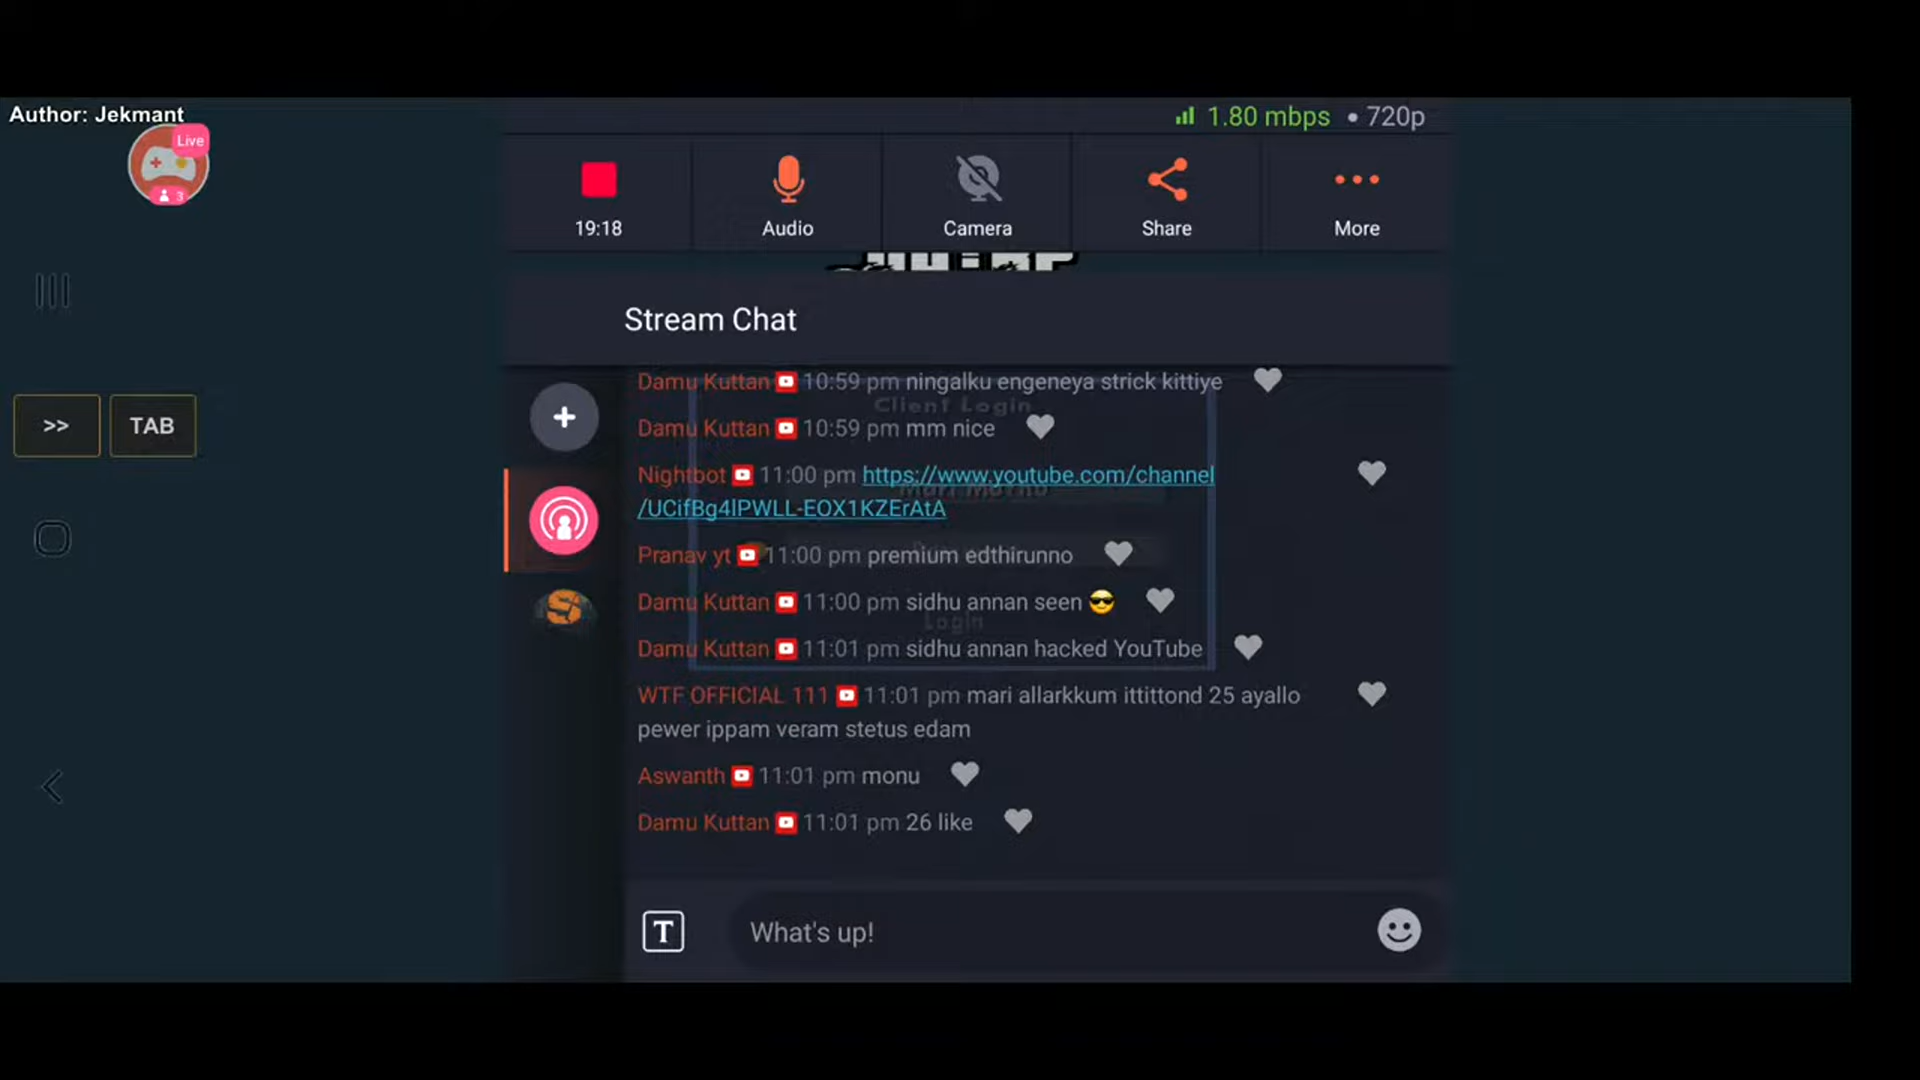 Author: Jekmant
1.80 mbps • 720p
Live
3
19:18
Audio
Camera
Share
More
Stream Chat
Damu Kuttan 10:59 pm ningalku engeneya strick kittiye
Client Login
Damu Kuttan 10:59 pm mm nice
>>
TAB
Nightbot 11:00 pm https://www.youtube.com/channel
/UCifBg4lPWLL-EOX1KZErAtA
Pranav yt 11:00 pm premium edthirunno
Damu Kuttan 11:00 pm sidhu annan seen 😎
Login
Damu Kuttan 11:01 pm sidhu annan hacked YouTube
WTF OFFICIAL 111 11:01 pm mari allarkkum ittittond 25 ayallo
pewer ippam veram stetus edam
Aswanth 11:01 pm monu
Damu Kuttan 11:01 pm 26 like
T
What's up!